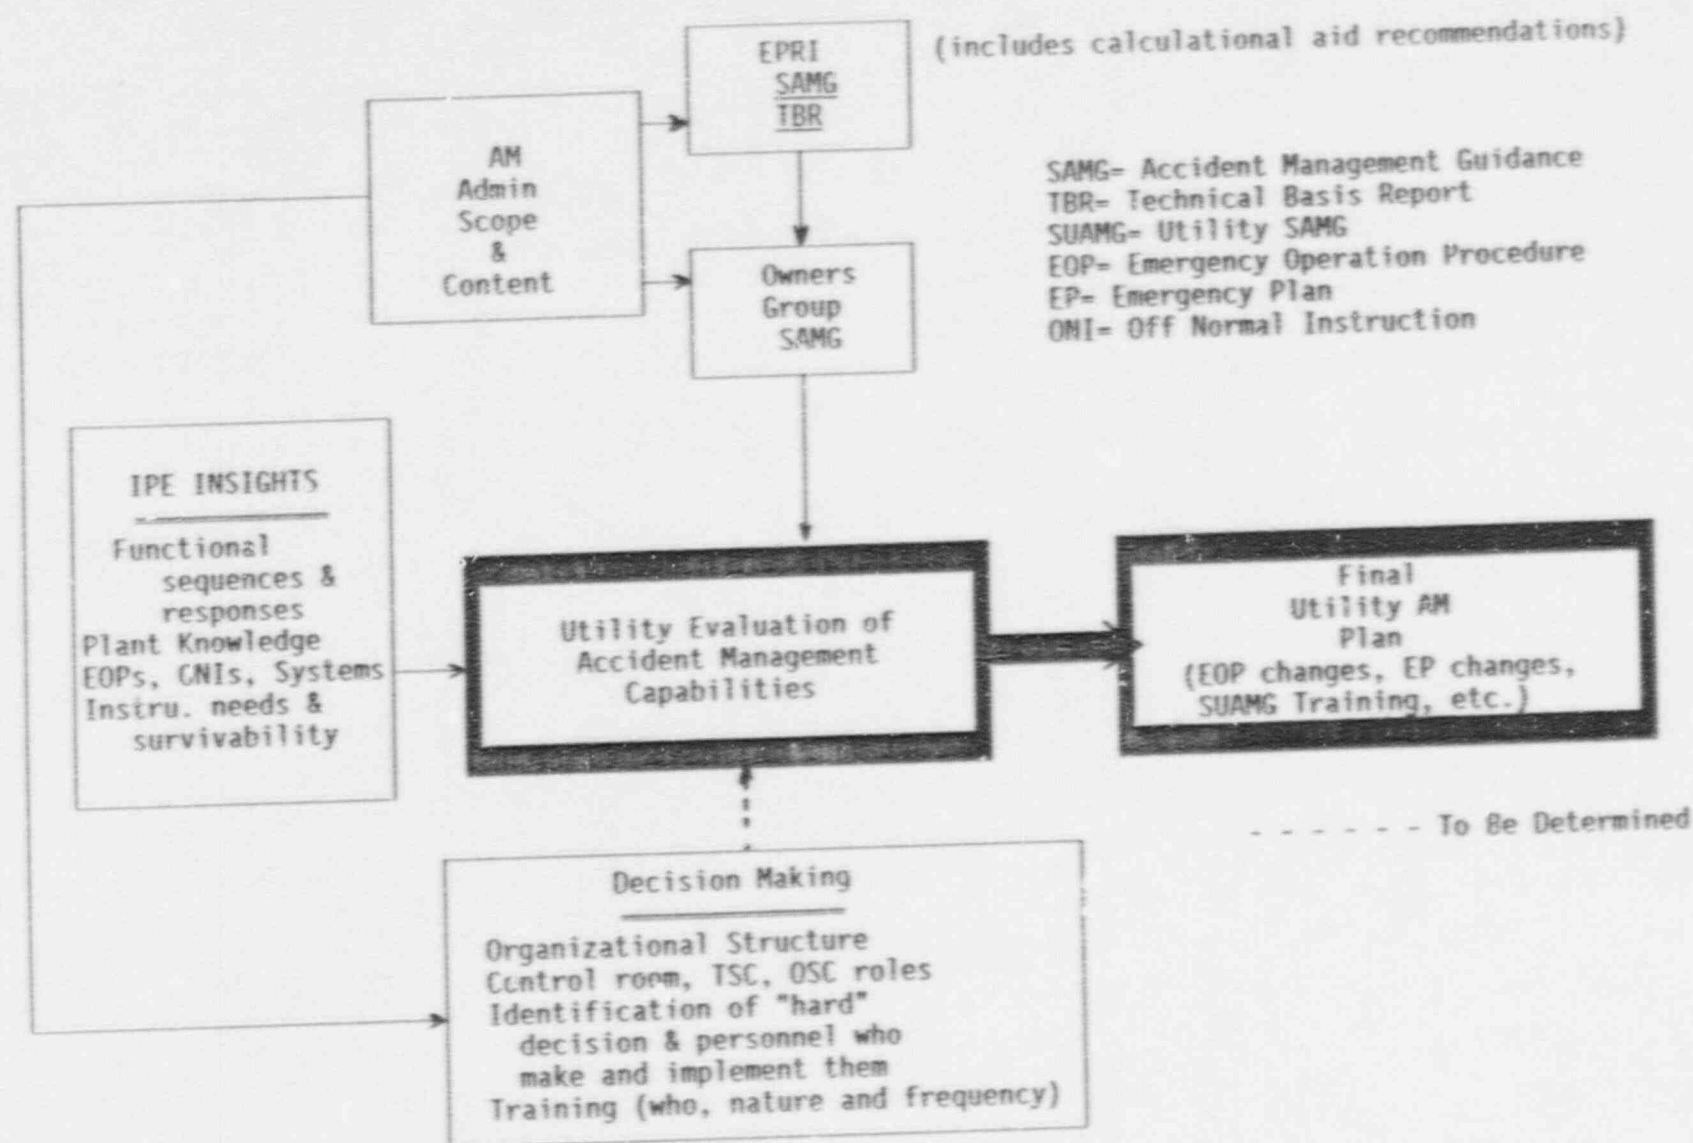 EPRI
SAMG
TBR
(includes calculational aid recommendations)
AM
Admin
Scope
&
Content
SAMG= Accident Management Guidance
TBR= Technical Basis Report
SUAMG= Utility SAMG
EOP= Emergency Operation Procedure
EP= Emergency Plan
ONI= Off Normal Instruction
Owners
Group
SAMG
IPE INSIGHTS
Functional
sequences &
responses
Plant Knowledge
EOPs, ONIs, Systems
Instru. needs &
survivability
Utility Evaluation of
Accident Management
Capabilities
Final
Utility AM
Plan
(EOP changes, EP changes,
SUAMG Training, etc.)
- - - - - - To Be Determined
Decision Making
Organizational Structure
Control room, TSC, OSC roles
Identification of "hard"
decision & personnel who
make and implement them
Training (who, nature and frequency)